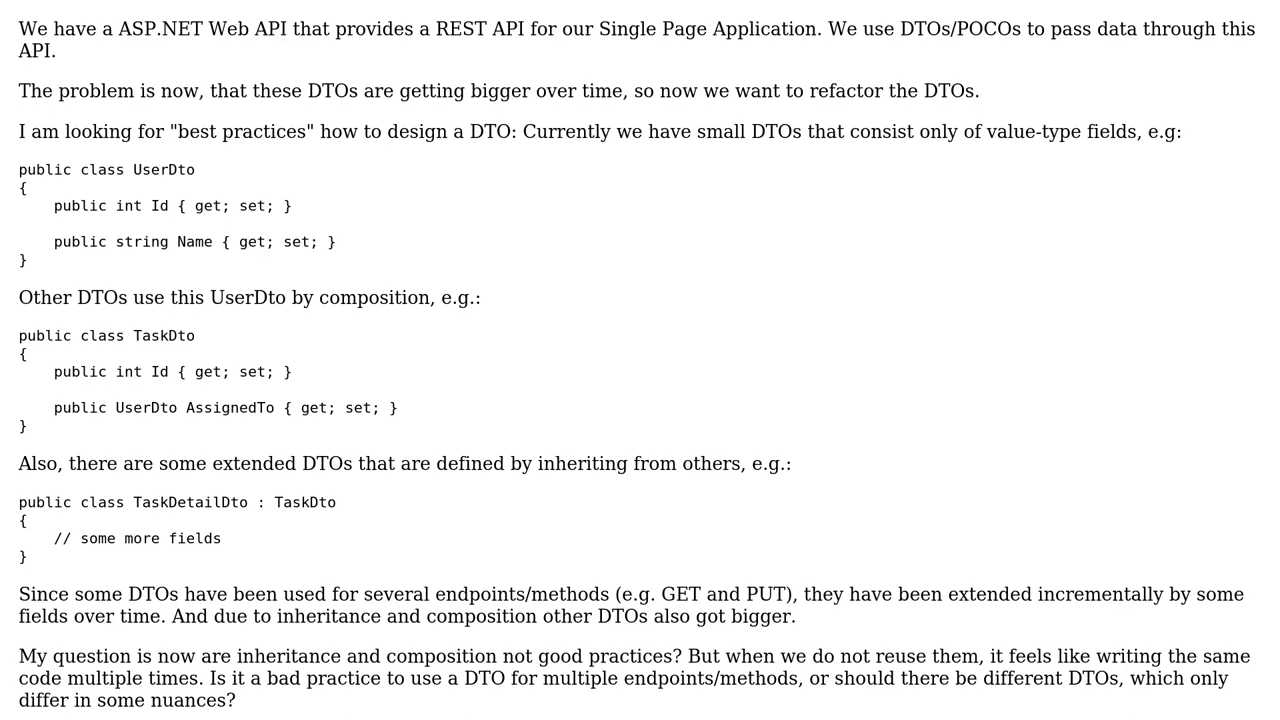 We have a ASP.NET Web API that provides a REST API for our Single Page Application. We use DTOs/POCOs to pass data through this
API.
The problem is now, that these DTOs are getting bigger over time, so now we want to refactor the DTOs.
I am looking for "best practices" how to design a DTO: Currently we have small DTOs that consist only of value-type fields, e.g:
public class UserDto
{
    public int Id { get; set; }
    public string Name { get; set; }
}
Other DTOs use this UserDto by composition, e.g.:
public class TaskDto
{
    public int Id { get; set; }
    public UserDto AssignedTo { get; set; }
}
Also, there are some extended DTOs that are defined by inheriting from others, e.g.:
public class TaskDetailDto : TaskDto
{
    // some more fields
}
Since some DTOs have been used for several endpoints/methods (e.g. GET and PUT), they have been extended incrementally by some
fields over time. And due to inheritance and composition other DTOs also got bigger.
My question is now are inheritance and composition not good practices? But when we do not reuse them, it feels like writing the same
code multiple times. Is it a bad practice to use a DTO for multiple endpoints/methods, or should there be different DTOs, which only
differ in some nuances?